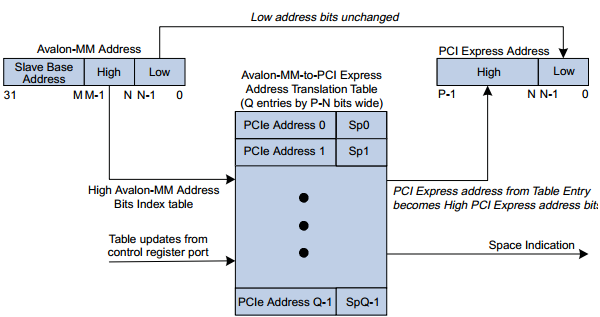 Low address bits unchanged
Avalon-MM Address
PCI Express Address
Slave Base
Address
High
Low
31
M
M-1
N
N-1
0
Avalon-MM-to-PCI Express
Address Translation Table
(Q entries by P-N bits wide)
High
Low
P-1
N
N-1
0
PCIe Address 0
Sp0
PCIe Address 1
Sp1
High Avalon-MM Address
Bits Index table
PCI Express address from Table Entry
becomes High PCI Express address bits
Table updates from
control register port
Space Indication
PCIe Address Q-1
SpQ-1